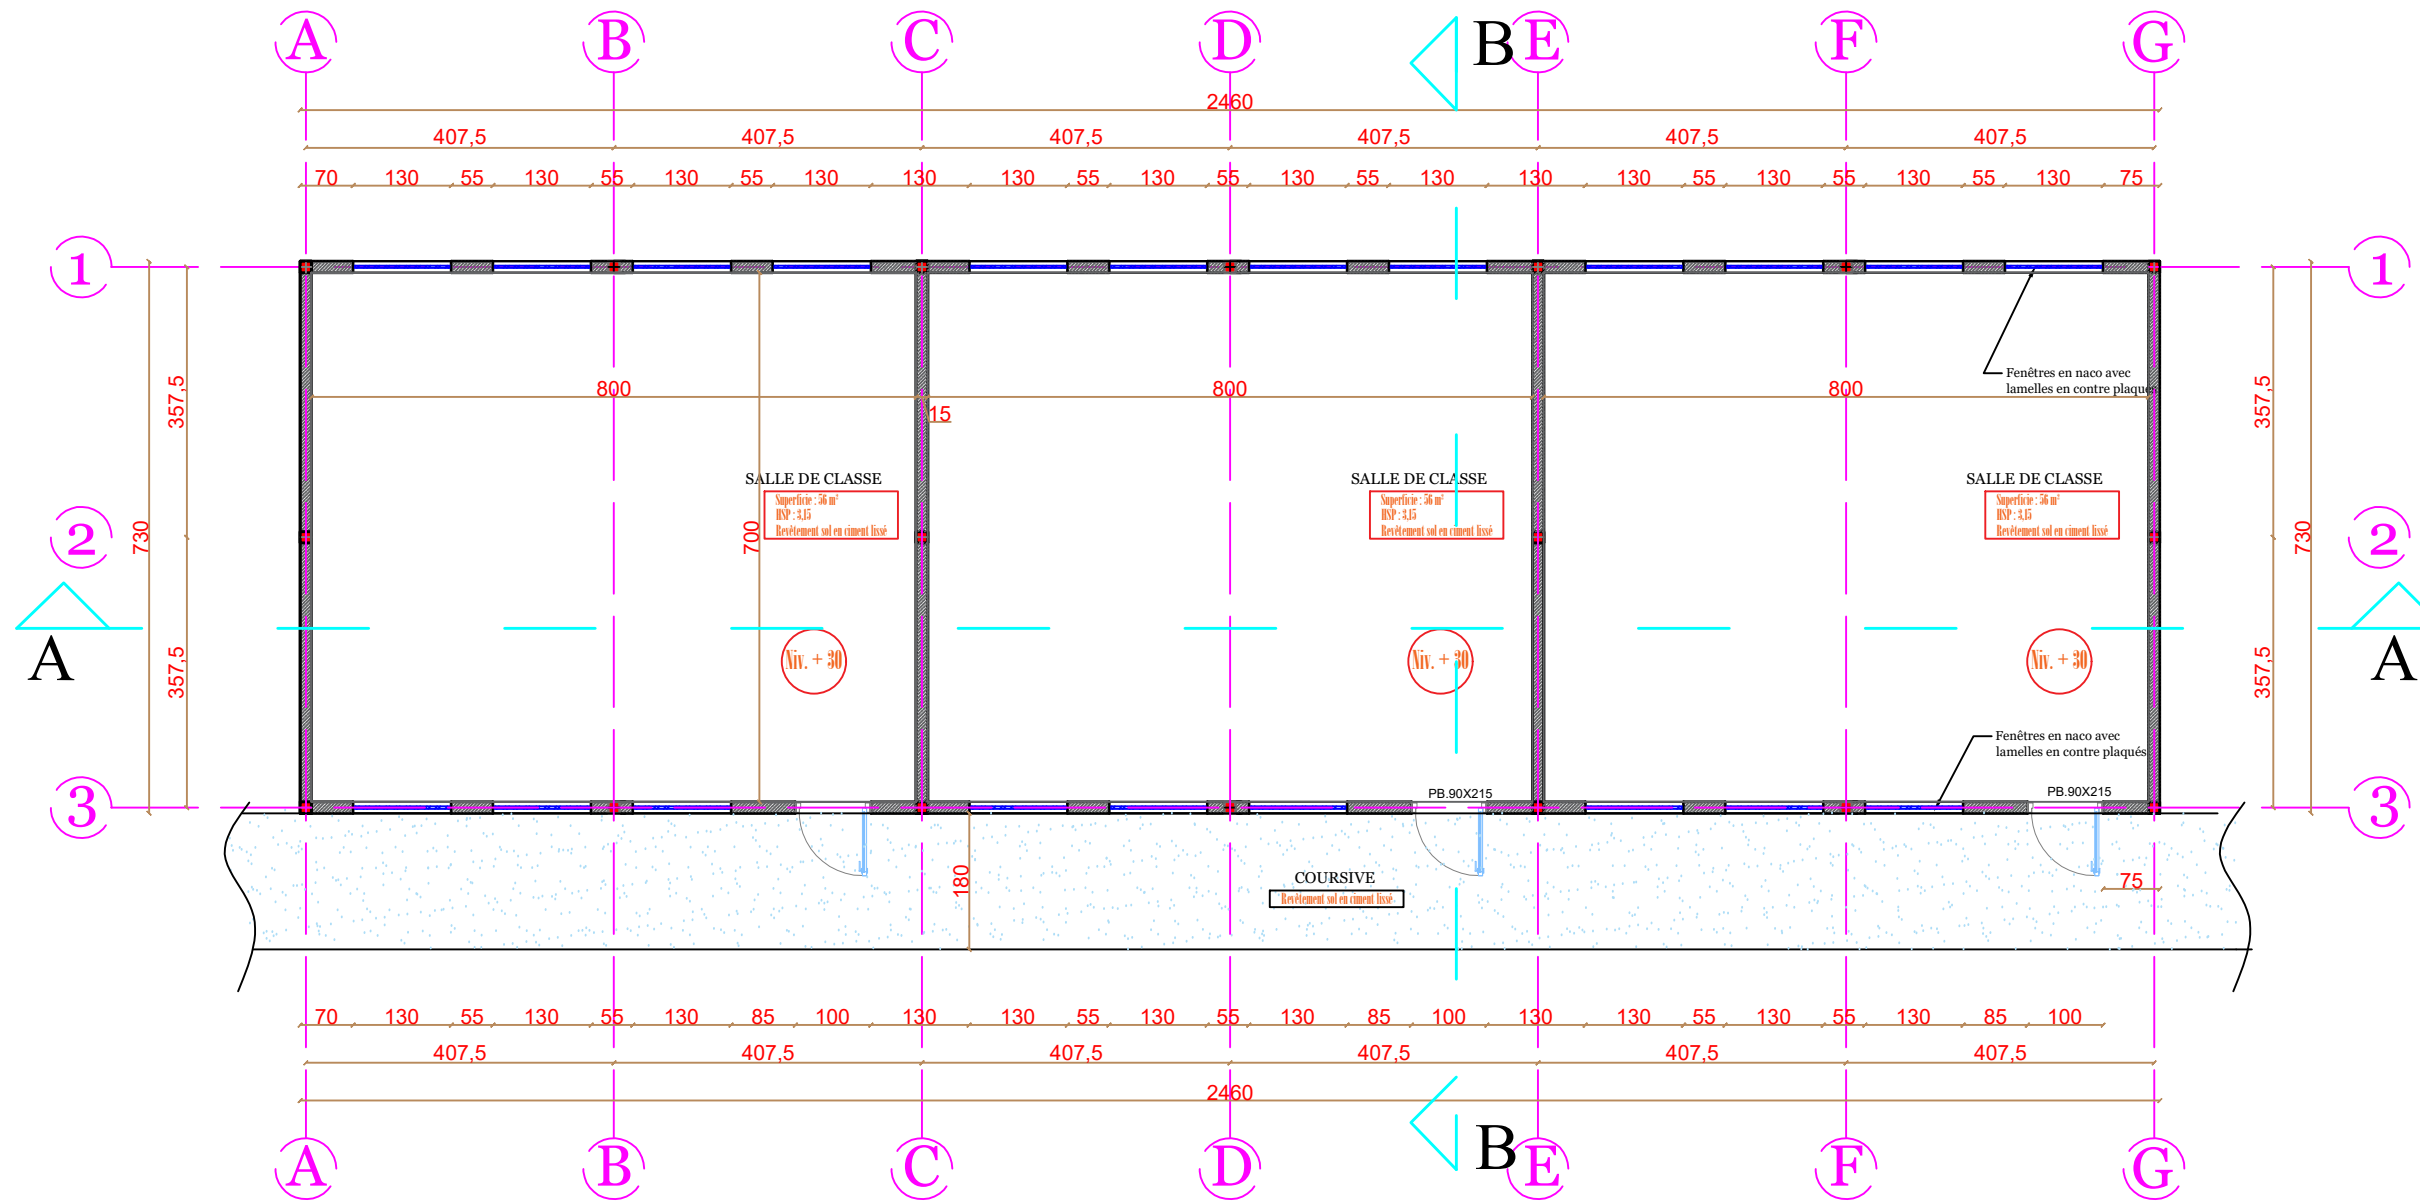 A B C D B E F G
2460
407,5 407,5 407,5 407,5 407,5 407,5
70 130 55 130 55 130 55 130 130 130 55 130 55 130 55 130 130 130 55 130 55 130 55 130 75
1 1
357,5 357,5
Fenêtres en naco avec
lamelles en contre plaqués
800 800 800
15
SALLE DE CLASSE SALLE DE CLASSE SALLE DE CLASSE
Superficie : 56 m² Superficie : 56 m² Superficie : 56 m²
HSP : 3,15 HSP : 3,15 HSP : 3,15
Revêtement sol en ciment lissé Revêtement sol en ciment lissé Revêtement sol en ciment lissé
2 730 700 730 2
A A
Niv. + 30 Niv. + 30 Niv. + 30
357,5 357,5
Fenêtres en naco avec
lamelles en contre plaqués
PB.90X215 PB.90X215
3 3
180
COURSIVE
75
Revêtement sol en ciment lissé
70 130 55 130 55 130 85 100 130 130 55 130 55 130 85 100 130 130 55 130 55 130 85 100
407,5 407,5 407,5 407,5 407,5 407,5
2460
A B C D B E F G